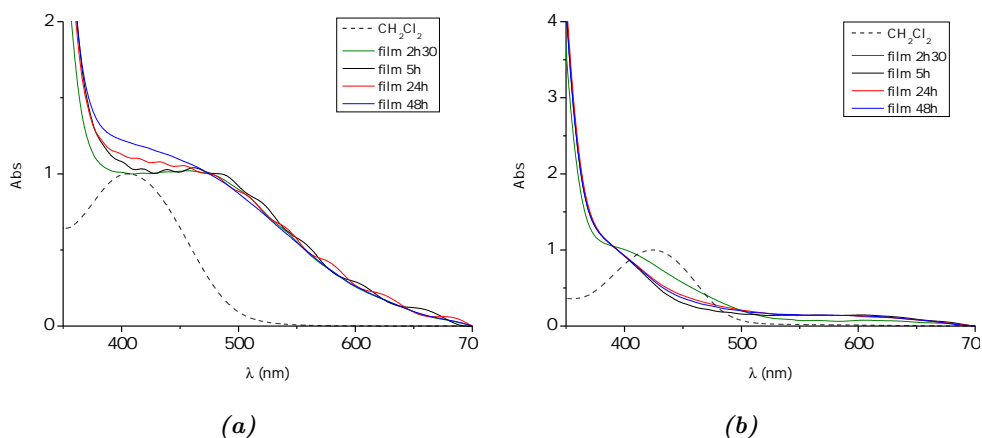 2
1
0
Abs
400
500
600
70
λ (nm)
CH₂Cl₂
film 2h30
film 5h
film 24h
film 48h
(a)
4
3
2
1
0
Abs
400
500
600
70
λ (nm)
CH₂Cl₂
film 2h30
film 5h
film 24h
film 48h
(b)